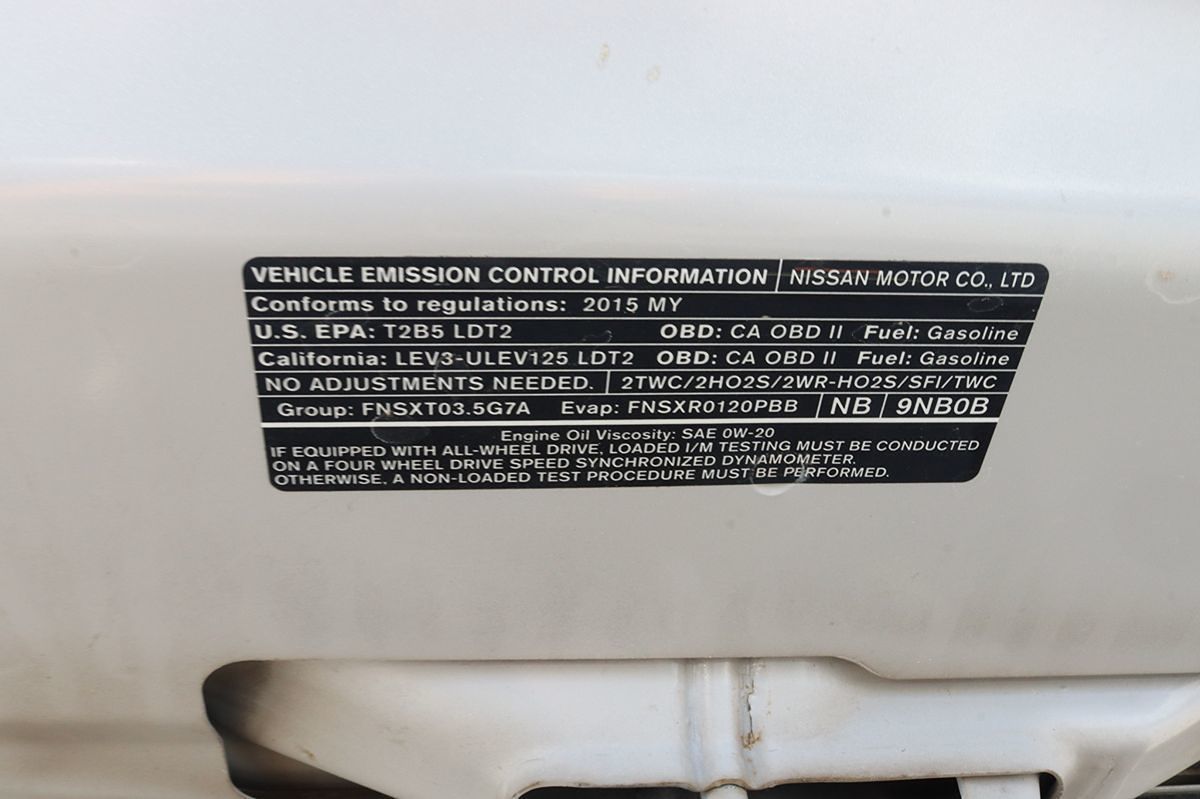 VEHICLE EMISSION CONTROL INFORMATION NISSAN MOTOR CO., LTD
Conforms to regulations: 2015 MY
U.S. EPA: T2B5 LDT2 OBD: CA OBD II Fuel: Gasoline
California: LEV3-ULEV125 LDT2 OBD: CA OBD II Fuel: Gasoline
NO ADJUSTMENTS NEEDED. 2TWC/2HO2S/2WR-HO2S/SFI/TWC
Group: FNSXT03.5G7A Evap: FNSXR0120PBB NB 9NB0B
Engine Oil Viscosity: SAE 0W-20
IF EQUIPPED WITH ALL-WHEEL DRIVE, LOADED I/M TESTING MUST BE CONDUCTED
ON A FOUR WHEEL DRIVE SPEED SYNCHRONIZED DYNAMOMETER.
OTHERWISE, A NON-LOADED TEST PROCEDURE MUST BE PERFORMED.